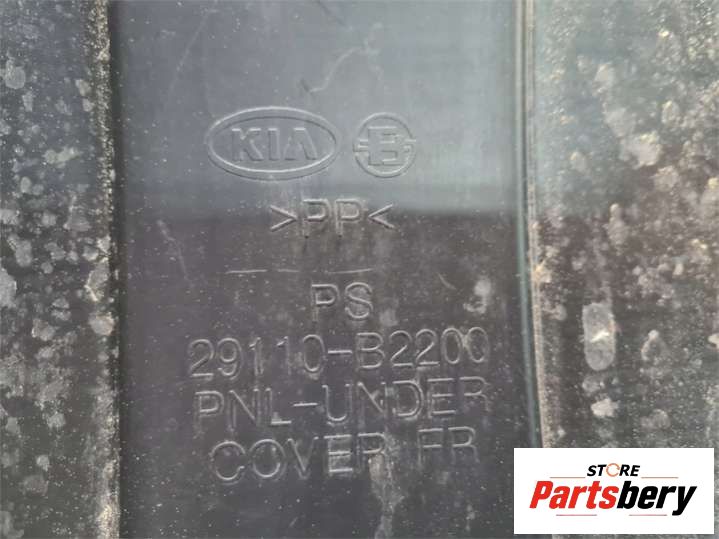 KIA
>PP<
PS
29110-B2200
PNL-UNDER
COVER FR
STORE
Partsbery